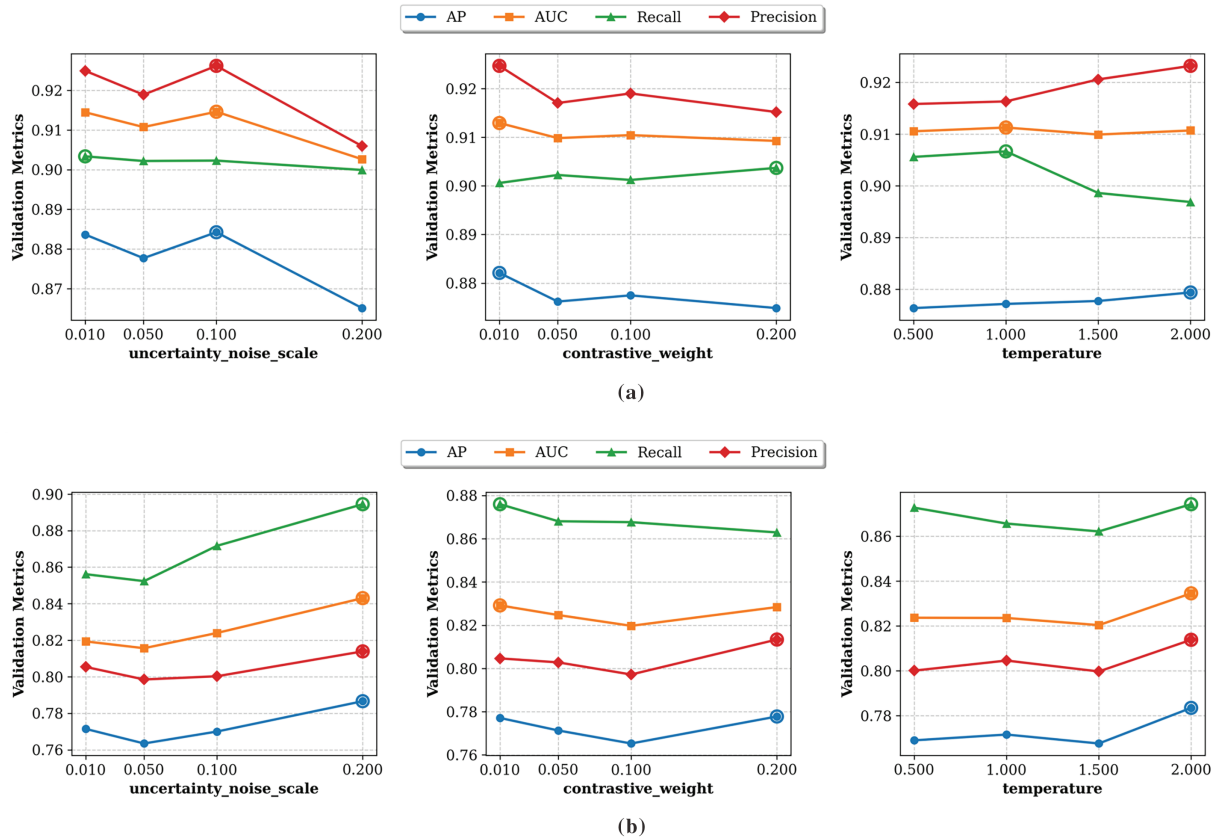 AP AUC Recall Precision
Validation Metrics
0.92
0.91
0.90
0.89
0.88
0.87
0.010 0.050 0.100 0.200
uncertainty_noise_scale
Validation Metrics
0.92
0.91
0.90
0.89
0.88
0.010 0.050 0.100 0.200
contrastive_weight
Validation Metrics
0.92
0.91
0.90
0.89
0.88
0.500 1.000 1.500 2.000
temperature
(a)
AP AUC Recall Precision
Validation Metrics
0.90
0.88
0.86
0.84
0.82
0.80
0.78
0.76
0.010 0.050 0.100 0.200
uncertainty_noise_scale
Validation Metrics
0.88
0.86
0.84
0.82
0.80
0.78
0.76
0.010 0.050 0.100 0.200
contrastive_weight
Validation Metrics
0.86
0.84
0.82
0.80
0.78
0.500 1.000 1.500 2.000
temperature
(b)